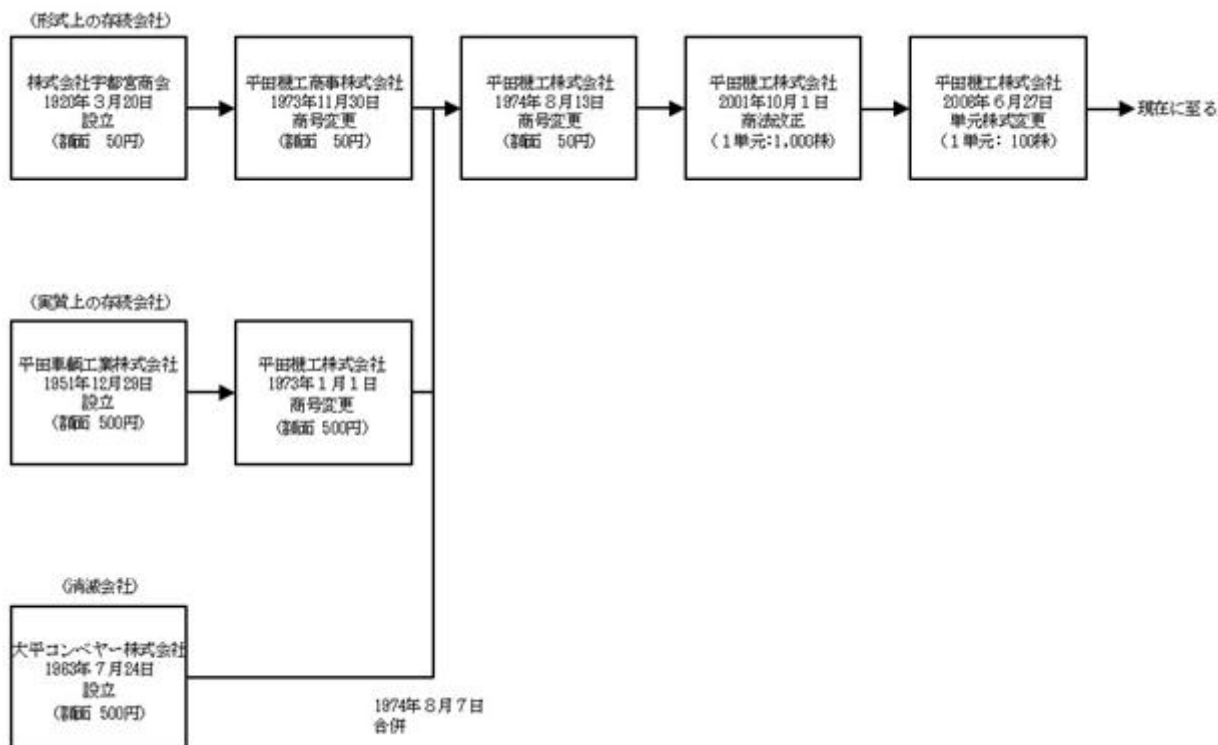 (形式上の存続会社)
株式会社宇都宮商会
1920年3月20日
設立
(額面 50円)
平田機工商事株式会社
1973年11月30日
商号変更
(額面 50円)
平田機工株式会社
1974年8月13日
商号変更
(額面 50円)
平田機工株式会社
2001年10月1日
商法改正
(1単元:1,000株)
平田機工株式会社
2006年6月27日
単元株式変更
(1単元: 100株)
現在に至る
(実質上の存続会社)
平田車輌工業株式会社
1951年12月29日
設立
(額面 500円)
平田機工株式会社
1973年1月1日
商号変更
(額面 500円)
(消滅会社)
大平コンベヤー株式会社
1963年7月24日
設立
(額面 500円)
1974年8月7日
合併